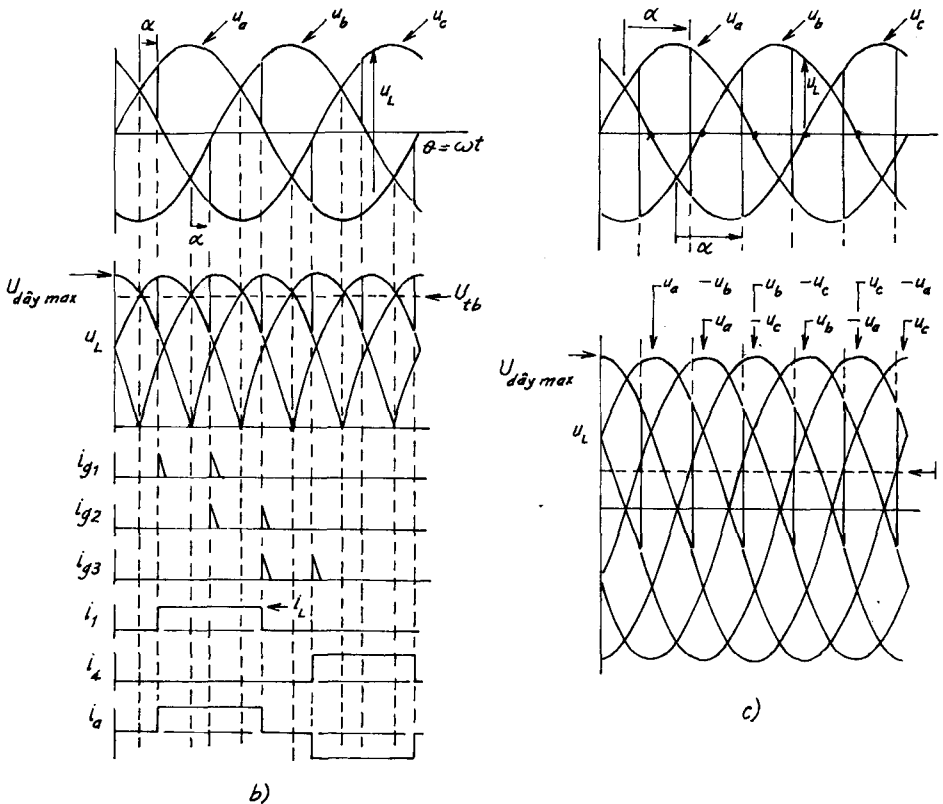 α u_a u_b u_c
u_L
θ = ωt
α
U_dây max
U_tb
u_L
i_g1
i_g2
i_g3
i_1
i_L
i_4
i_a
b)
α u_a u_b u_c
u_L
α
u_a - u_b u_b - u_c u_c - u_a
u_a - u_c u_b - u_a u_c
U_dây max
u_L
c)